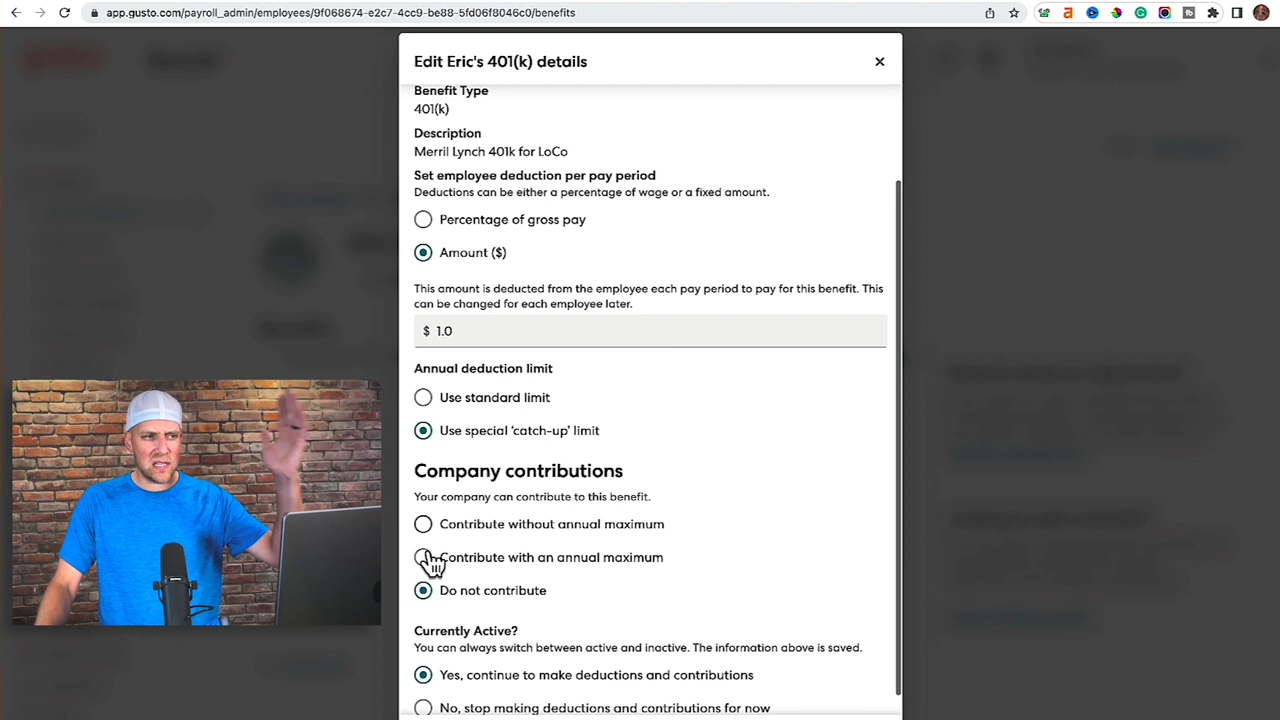 app.gusto.com/payroll_admin/employees/9f068674-e2c7-4cc9-be88-5fd06f8046c0/benefits
Edit Eric's 401(k) details
Benefit Type
401(k)
Description
Merril Lynch 401k for LoCo
Set employee deduction per pay period
Deductions can be either a percentage of wage or a fixed amount.
Percentage of gross pay
Amount ($)
This amount is deducted from the employee each pay period to pay for this benefit. This
can be changed for each employee later.
$ 1.0
Annual deduction limit
Use standard limit
Use special ‘catch-up’ limit
Company contributions
Your company can contribute to this benefit.
Contribute without annual maximum
Contribute with an annual maximum
Do not contribute
Currently Active?
You can always switch between active and inactive. The information above is saved.
Yes, continue to make deductions and contributions
No, stop making deductions and contributions for now